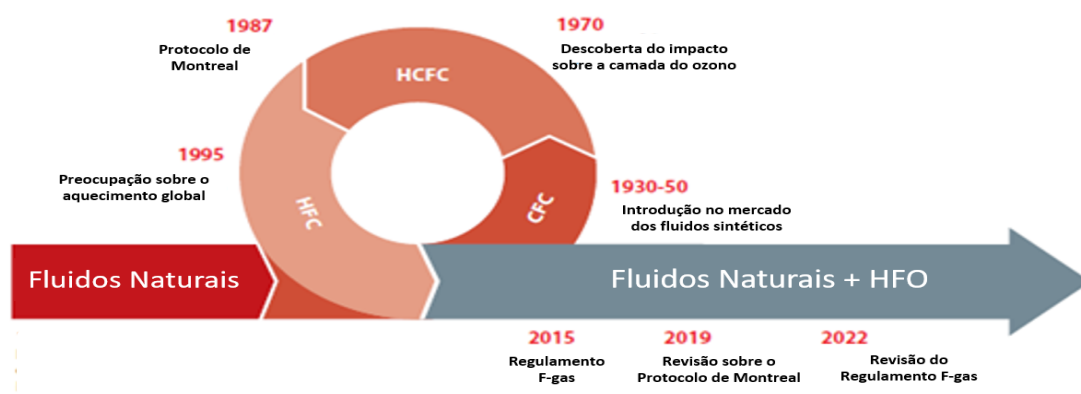 1987
Protocolo de
Montreal
1970
Descoberta do impacto
sobre a camada do ozono
HCFC
1995
Preocupação sobre o
aquecimento global
HFC
CFC
1930-50
Introdução no mercado
dos fluidos sintéticos
Fluidos Naturais
Fluidos Naturais + HFO
2015
Regulamento
F-gas
2019
Revisão sobre o
Protocolo de Montreal
2022
Revisão do
Regulamento F-gas